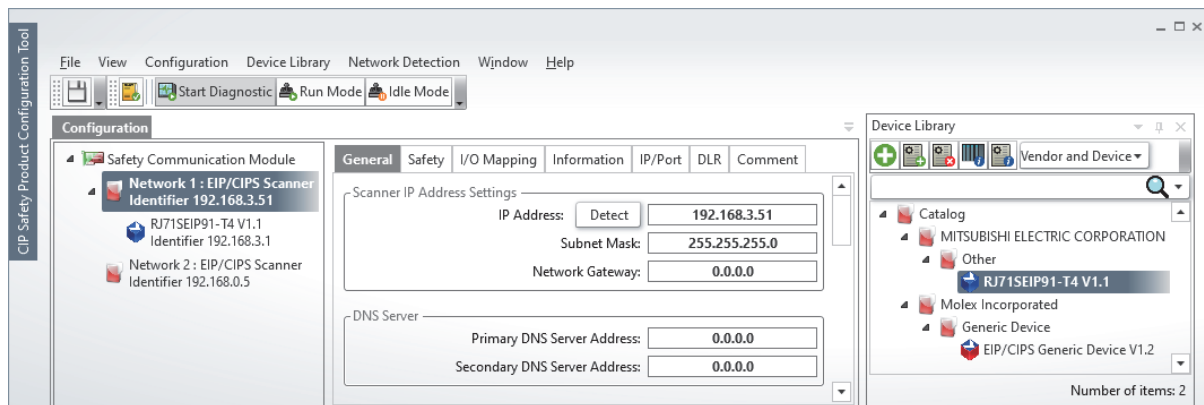 CIP Safety Product Configuration Tool
File View Configuration Device Library Network Detection Window Help
Start Diagnostic Run Mode Idle Mode
Configuration
Safety Communication Module
Network 1 : EIP/CIPS Scanner
Identifier 192.168.3.51
RJ71SEIP91-T4 V1.1
Identifier 192.168.3.1
Network 2 : EIP/CIPS Scanner
Identifier 192.168.0.5
General Safety I/O Mapping Information IP/Port DLR Comment
Scanner IP Address Settings
IP Address: Detect 192.168.3.51
Subnet Mask: 255.255.255.0
Network Gateway: 0.0.0.0
DNS Server
Primary DNS Server Address: 0.0.0.0
Secondary DNS Server Address: 0.0.0.0
Device Library
Vendor and Device
Catalog
MITSUBISHI ELECTRIC CORPORATION
Other
RJ71SEIP91-T4 V1.1
Molex Incorporated
Generic Device
EIP/CIPS Generic Device V1.2
Number of items: 2